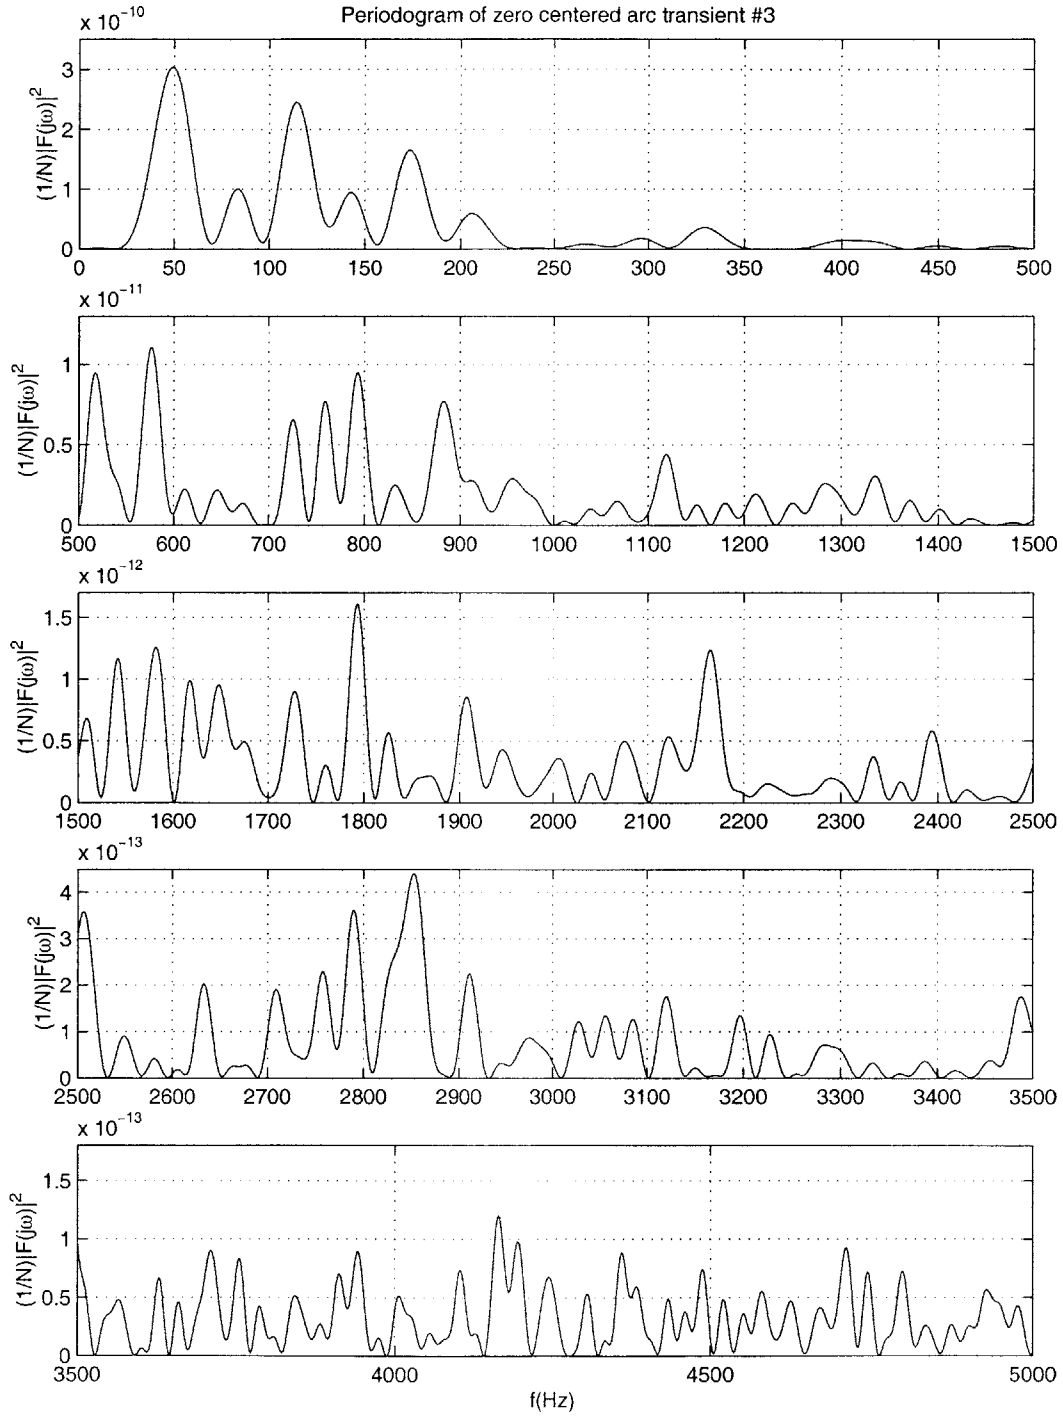 Periodogram of zero centered arc transient #3
x 10^-10
(1/N)|F(jω)|^2
3
2
1
0
0 50 100 150 200 250 300 350 400 450 500
x 10^-11
(1/N)|F(jω)|^2
1
0.5
0
500 600 700 800 900 1000 1100 1200 1300 1400 1500
x 10^-12
(1/N)|F(jω)|^2
1.5
1
0.5
0
1500 1600 1700 1800 1900 2000 2100 2200 2300 2400 2500
x 10^-13
(1/N)|F(jω)|^2
4
3
2
1
0
2500 2600 2700 2800 2900 3000 3100 3200 3300 3400 3500
x 10^-13
(1/N)|F(jω)|^2
1.5
1
0.5
0
3500 4000 4500 5000
f(Hz)